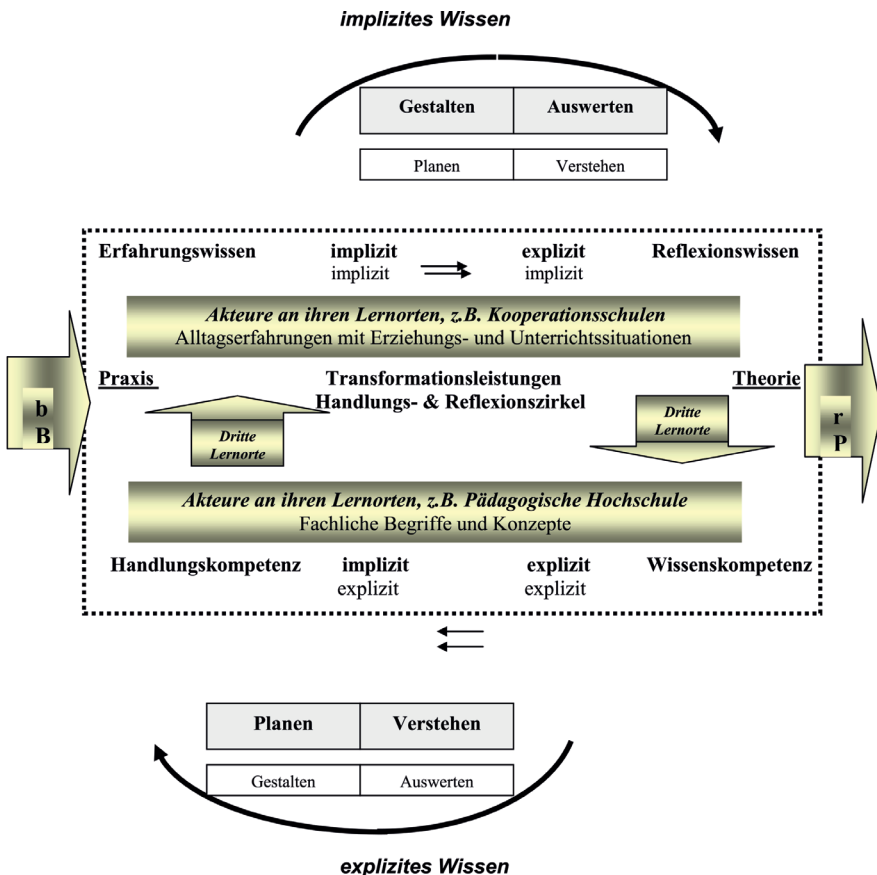 implizites Wissen
Gestalten Auswerten
Planen Verstehen
Erfahrungswissen implizit explizit Reflexionswissen
implizit implizit
Akteure an ihren Lernorten, z.B. Kooperationsschulen
Alltagserfahrungen mit Erziehungs- und Unterrichtssituationen
Praxis Transformationsleistungen Theorie
Handlungs- & Reflexionszirkel
b
B
Dritte
Lernorte
Dritte
Lernorte
r
P
Akteure an ihren Lernorten, z.B. Pädagogische Hochschule
Fachliche Begriffe und Konzepte
Handlungskompetenz implizit explizit Wissenskompetenz
explizit explizit
Planen Verstehen
Gestalten Auswerten
explizites Wissen